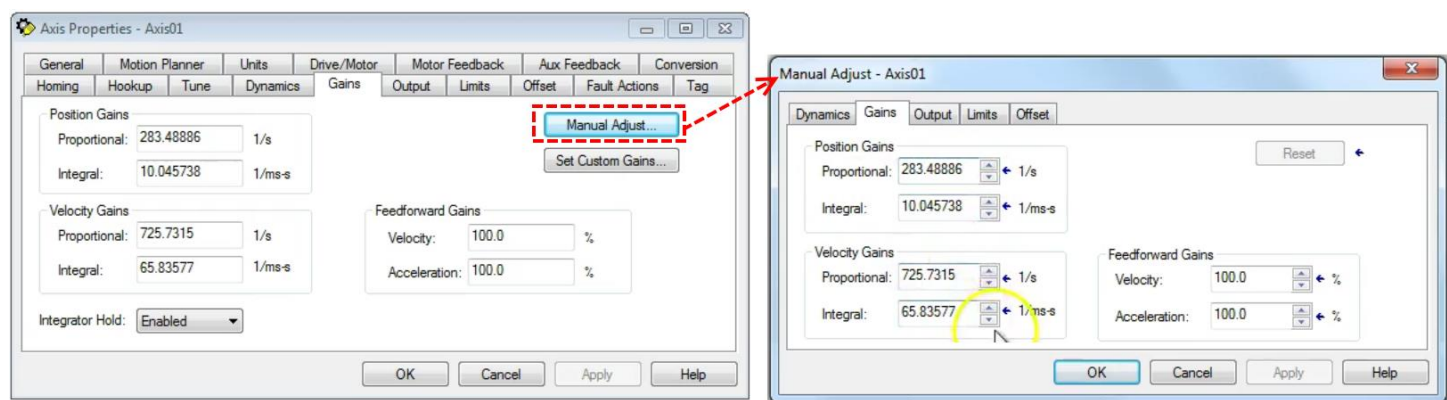 Axis Properties - Axis01
General Motion Planner Units Drive/Motor Motor Feedback Aux Feedback Conversion
Homing Hookup Tune Dynamics Gains Output Limits Offset Fault Actions Tag
Position Gains
Proportional: 283.48886 1/s
Integral: 10.045738 1/ms-s
Manual Adjust...
Set Custom Gains...
Velocity Gains
Proportional: 725.7315 1/s
Integral: 65.83577 1/ms-s
Feedforward Gains
Velocity: 100.0 %
Acceleration: 100.0 %
Integrator Hold: Enabled
OK Cancel Apply Help
Manual Adjust - Axis01
Dynamics Gains Output Limits Offset
Position Gains
Proportional: 283.48886 1/s
Integral: 10.045738 1/ms-s
Reset
Velocity Gains
Proportional: 725.7315 1/s
Integral: 65.83577 1/ms-s
Feedforward Gains
Velocity: 100.0 %
Acceleration: 100.0 %
OK Cancel Apply Help